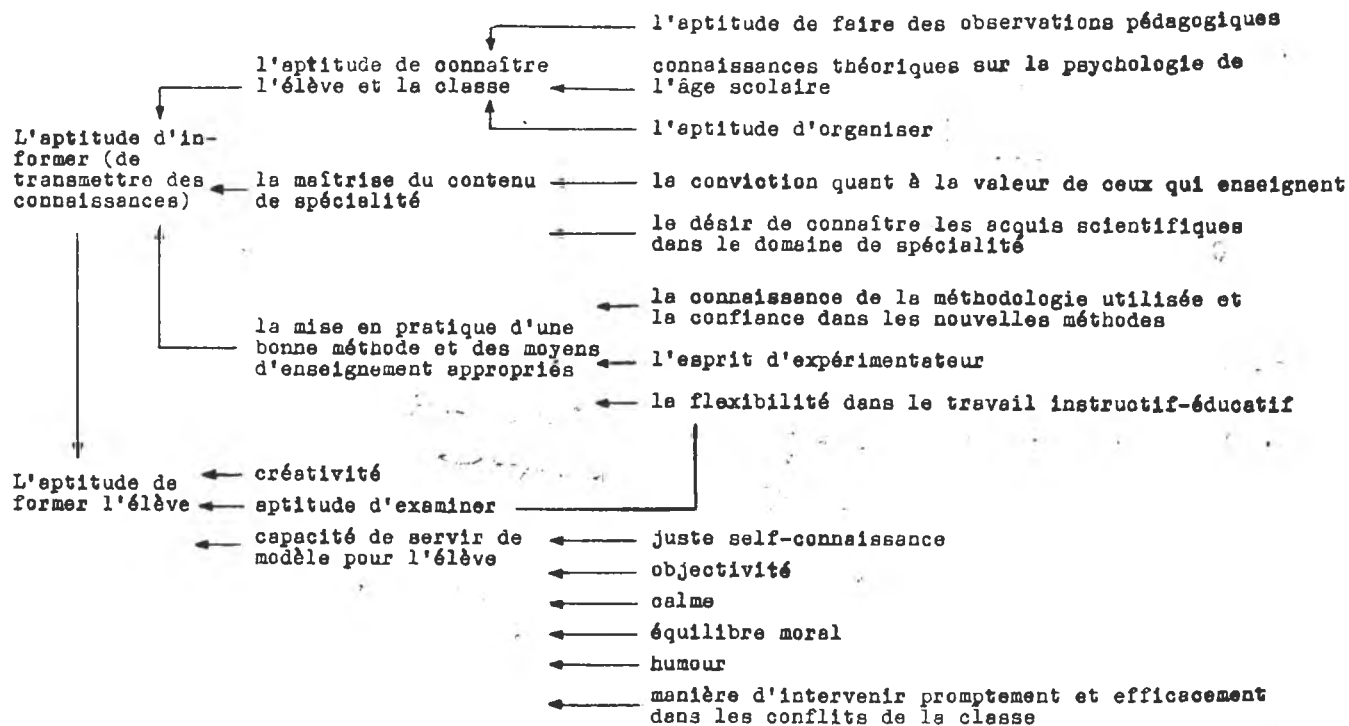 l'aptitude de faire des observations pédagogiques
l'aptitude de connaître
l'élève et la classe
connaissances théoriques sur la psychologie de
l'âge scolaire
l'aptitude d'organiser
L'aptitude d'in-
former (de
transmettre des
connaissances)
la maîtrise du contenu
de spécialité
la conviction quant à la valeur de ceux qui enseignent
le désir de connaître les acquis scientifiques
dans le domaine de spécialité
la mise en pratique d'une
bonne méthode et des moyens
d'enseignement appropriés
la connaissance de la méthodologie utilisée et
la confiance dans les nouvelles méthodes
l'esprit d'expérimentateur
la flexibilité dans le travail instructif-éducatif
L'aptitude de
former l'élève
créativité
aptitude d'examiner
capacité de servir de
modèle pour l'élève
juste self-connaissance
objectivité
calme
équilibre moral
humour
manière d'intervenir promptement et efficacement
dans les conflits de la classe